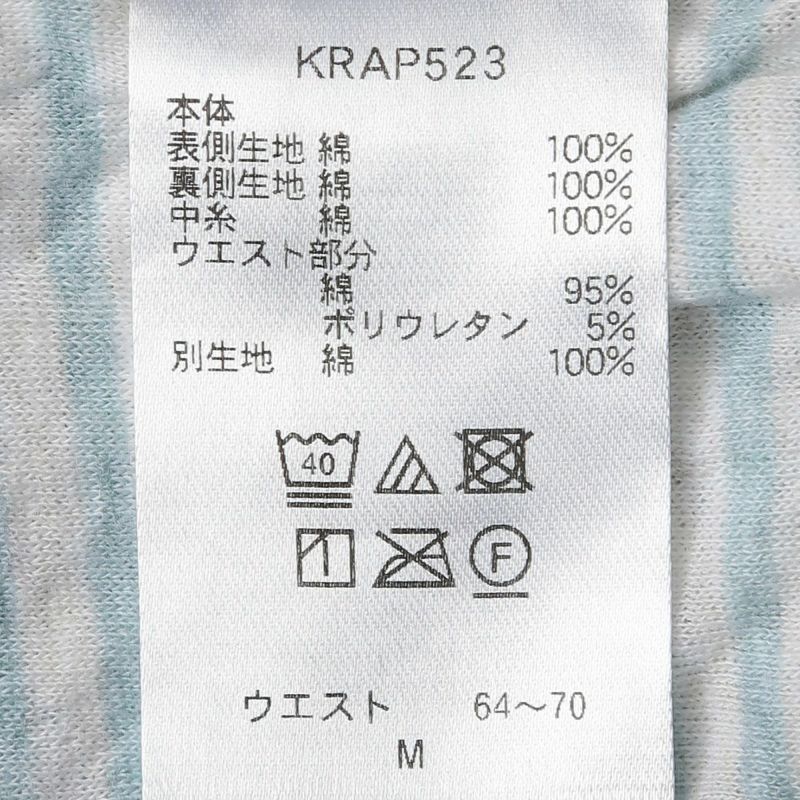 KRAP523
本体
表側生地 綿 100%
裏側生地 綿 100%
中糸 綿 100%
ウエスト部分
綿 95%
ポリウレタン 5%
別生地 綿 100%
40
F
ウエスト 64～70
M